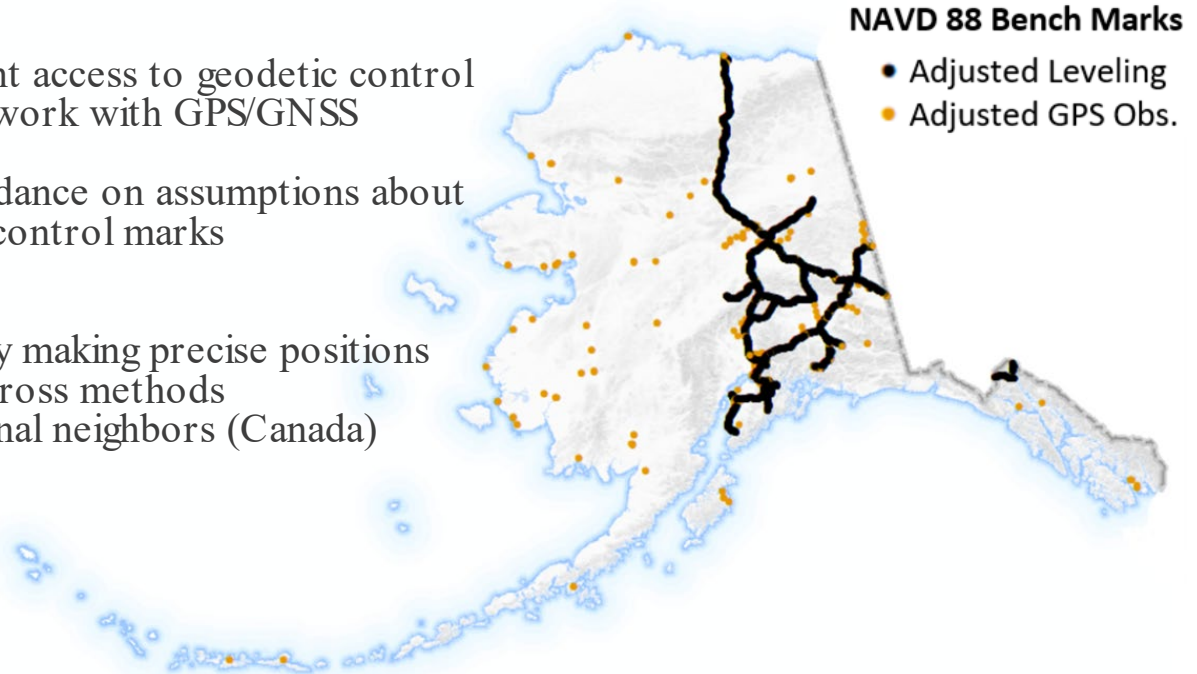 nt access to geodetic control
work with GPS/GNSS
dance on assumptions about
control marks
y making precise positions
ross methods
nal neighbors (Canada)
NAVD 88 Bench Marks
Adjusted Leveling
Adjusted GPS Obs.